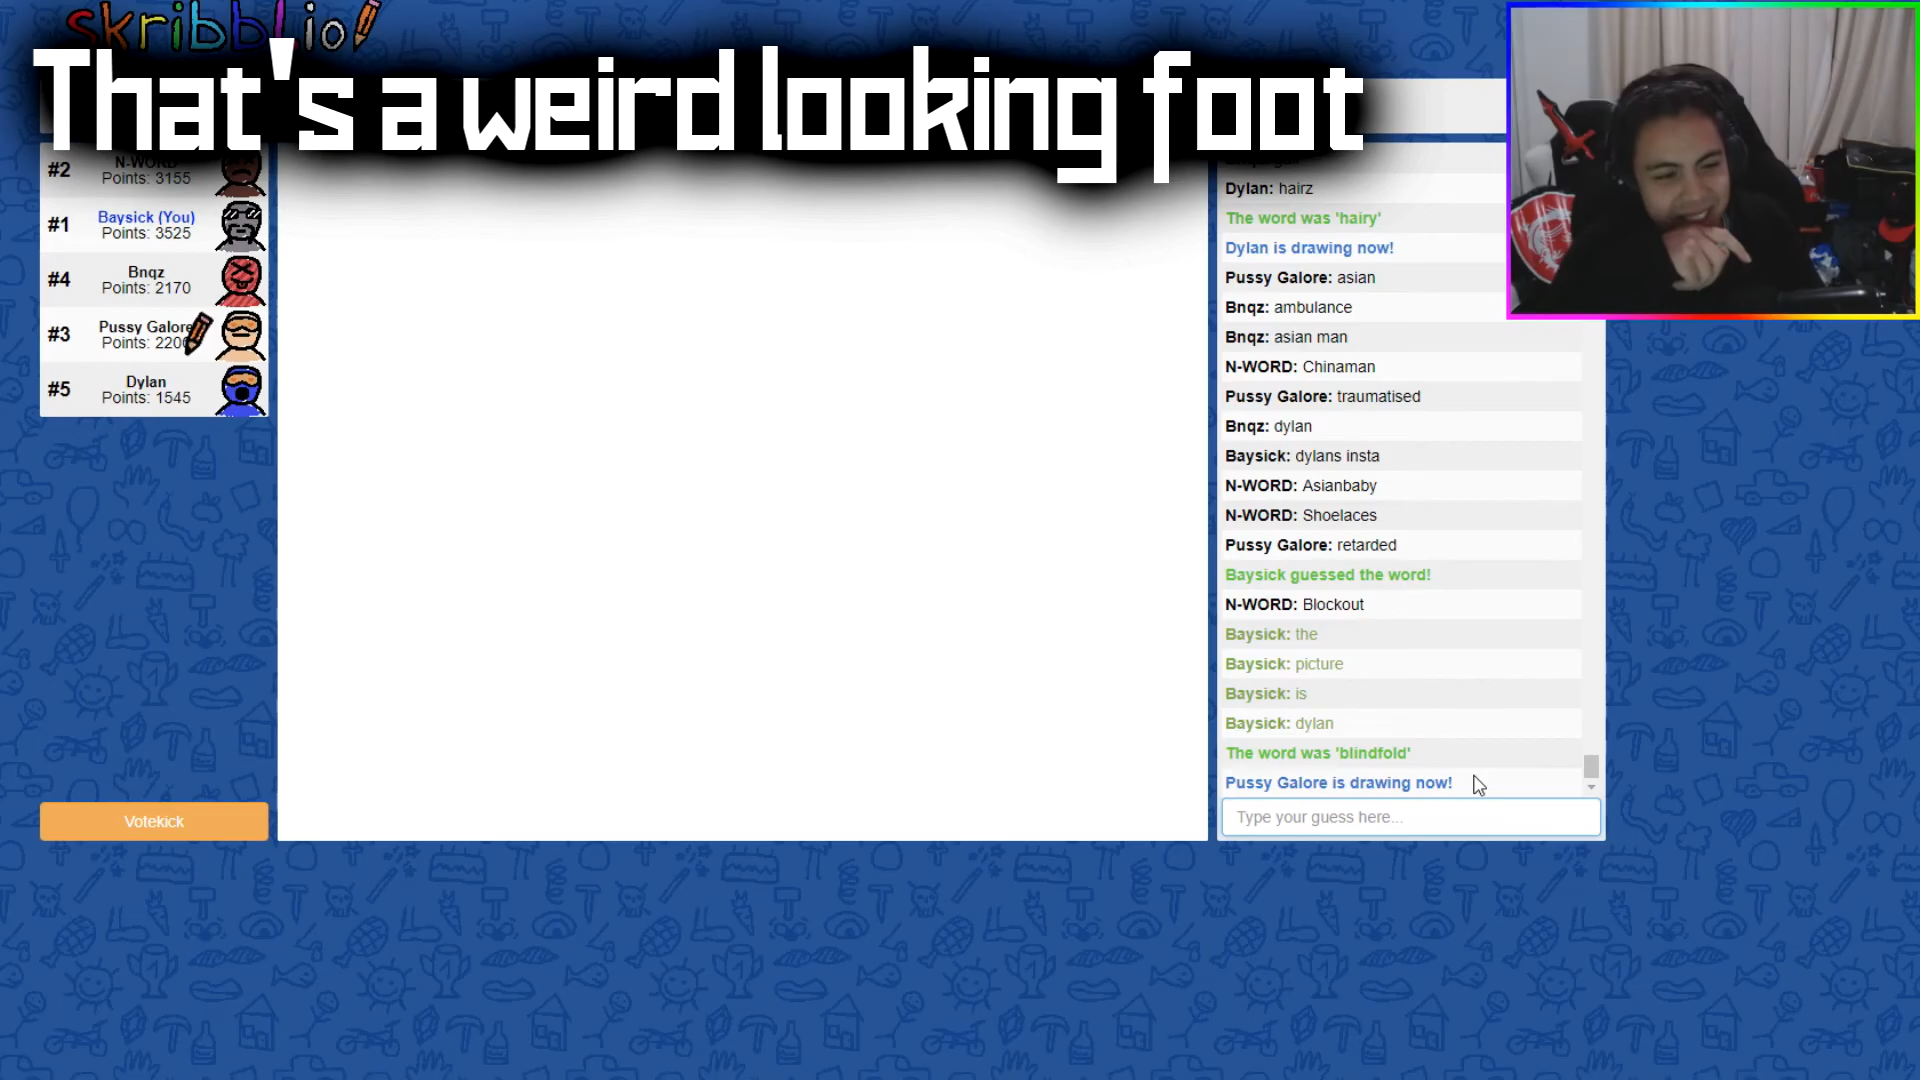 skribbl.io
That's a weird looking foot
#2 N-WORD
Points: 3155
#1 Baysick (You)
Points: 3525
#4 Bnqz
Points: 2170
#3 Pussy Galore
Points: 220
#5 Dylan
Points: 1545
Votekick
Dylan: hairz
The word was 'hairy'
Dylan is drawing now!
Pussy Galore: asian
Bnqz: ambulance
Bnqz: asian man
N-WORD: Chinaman
Pussy Galore: traumatised
Bnqz: dylan
Baysick: dylans insta
N-WORD: Asianbaby
N-WORD: Shoelaces
Pussy Galore: retarded
Baysick guessed the word!
N-WORD: Blockout
Baysick: the
Baysick: picture
Baysick: is
Baysick: dylan
The word was 'blindfold'
Pussy Galore is drawing now!
Type your guess here...